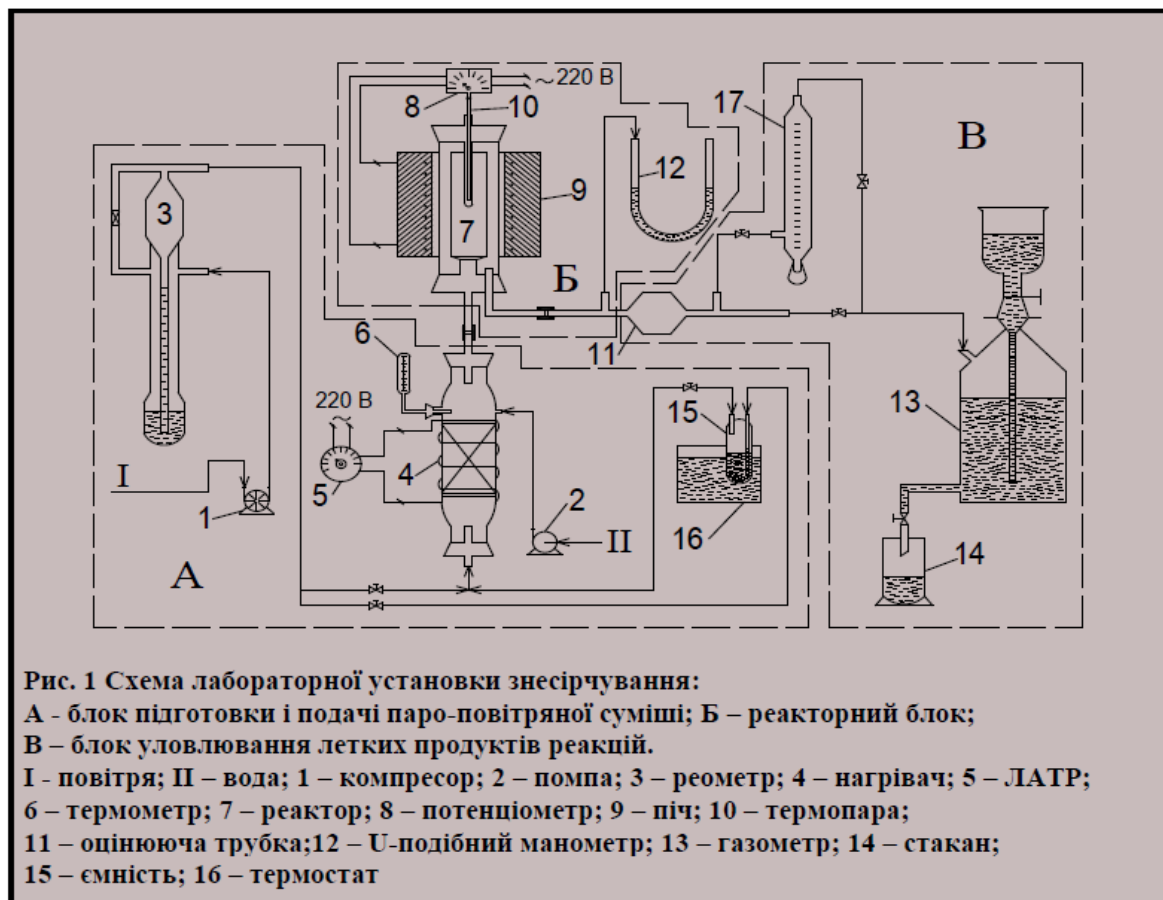 ~ 220 В
8
10
17
В
3
12
9
7
Б
6
11
220 В
15
13
I
4
5
1
2
II
16
14
А
Рис. 1 Схема лабораторної установки знесірчування:
А - блок підготовки і подачі паро-повітряної суміші; Б – реакторний блок;
В – блок уловлювання летких продуктів реакцій.
І - повітря; ІІ – вода; 1 – компресор; 2 – помпа; 3 – реометр; 4 – нагрівач; 5 – ЛАТР;
6 – термометр; 7 – реактор; 8 – потенціометр; 9 – піч; 10 – термопара;
11 – оцінююча трубка;12 – U-подібний манометр; 13 – газометр; 14 – стакан;
15 – ємність; 16 – термостат